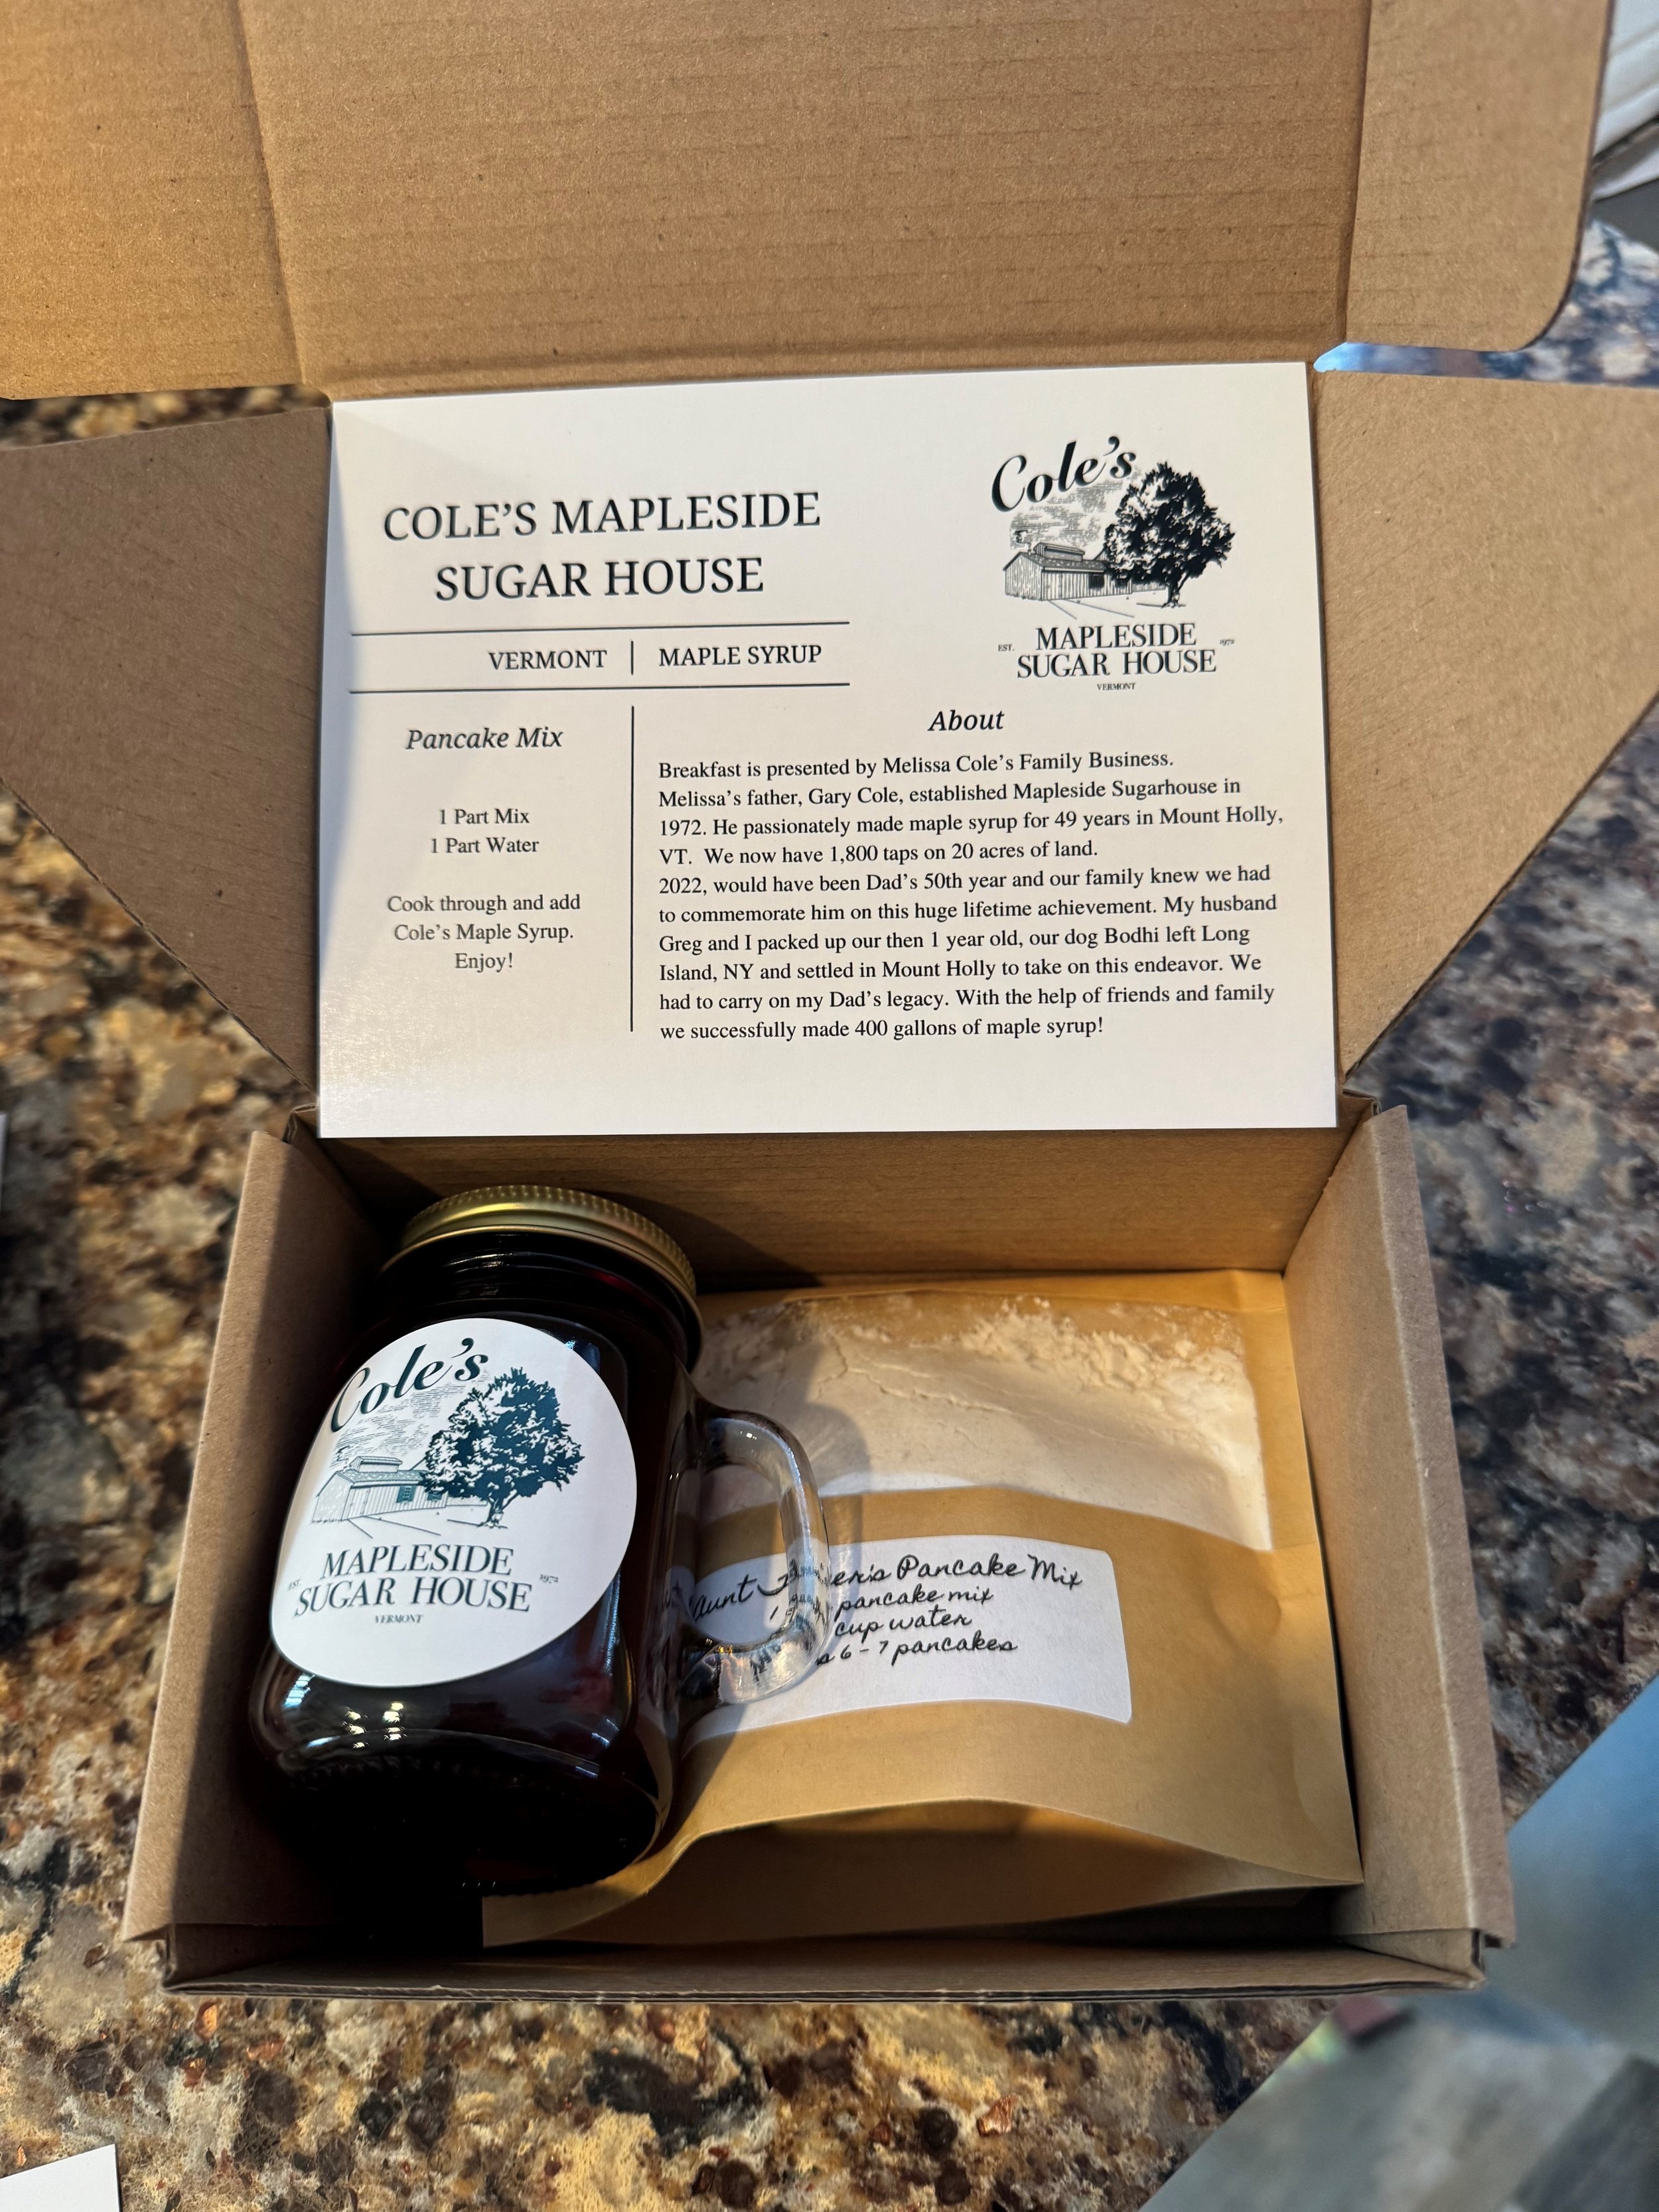 COLE'S MAPLESIDE
SUGAR HOUSE
VERMONT | MAPLE SYRUP
Cole's
EST. MAPLESIDE 1972
SUGAR HOUSE
VERMONT
Pancake Mix
1 Part Mix
1 Part Water
Cook through and add
Cole's Maple Syrup.
Enjoy!
About
Breakfast is presented by Melissa Cole's Family Business.
Melissa's father, Gary Cole, established Mapleside Sugarhouse in
1972. He passionately made maple syrup for 49 years in Mount Holly,
VT. We now have 1,800 taps on 20 acres of land.
2022, would have been Dad's 50th year and our family knew we had
to commemorate him on this huge lifetime achievement. My husband
Greg and I packed up our then 1 year old, our dog Bodhi left Long
Island, NY and settled in Mount Holly to take on this endeavor. We
had to carry on my Dad's legacy. With the help of friends and family
we successfully made 400 gallons of maple syrup!
Cole's
MAPLESIDE
EST. SUGAR HOUSE 1972
VERMONT
Aunt Pancake Mix
pancake mix
cup water
6-7 pancakes